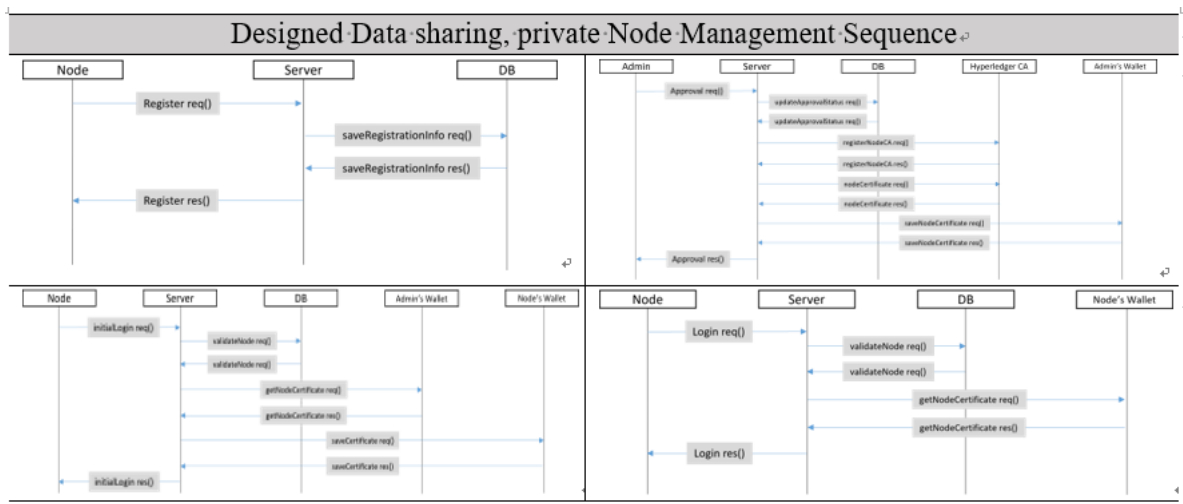 Designed Data sharing, private Node Management Sequence
Node Server DB
Register req()
saveRegistrationInfo req()
saveRegistrationInfo res()
Register res()
Admin Server DB Hyperledger CA Admin's Wallet
Approval req()
updateApprovalStatus req()
updateApprovalStatus req()
registerNodeCA req()
registerNodeCA res()
nodeCertificate req()
nodeCertificate res()
saveNodeCertificate req()
saveNodeCertificate res()
Approval res()
Node Server DB Admin's Wallet Node's Wallet
initialLogin req()
validateNode req()
validateNode req()
getNodeCertificate req()
getNodeCertificate res()
saveCertificate req()
saveCertificate res()
initialLogin res()
Node Server DB Node's Wallet
Login req()
validateNode req()
validateNode req()
getNodeCertificate req()
getNodeCertificate res()
Login res()